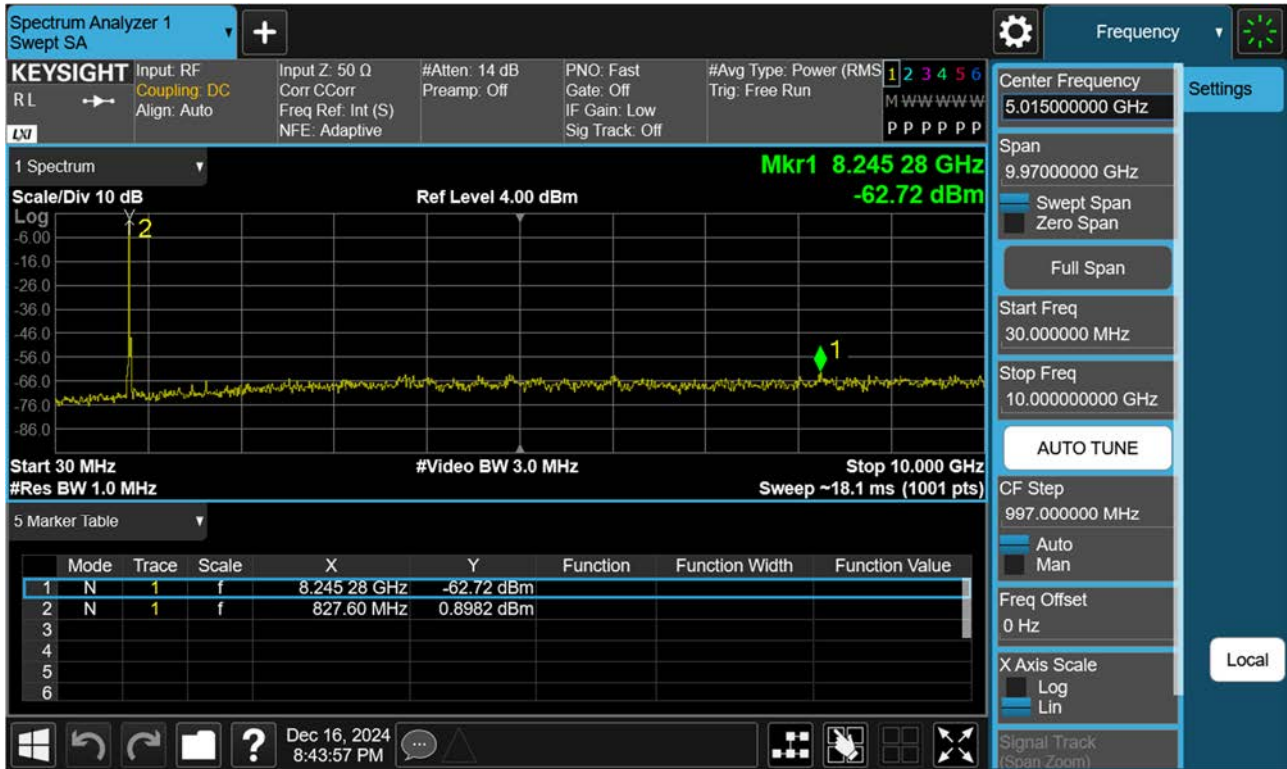 Spectrum Analyzer 1
Swept SA
+
Frequency
KEYSIGHT
RL
LXI
Input: RF
Coupling: DC
Align: Auto
Input Z: 50 Ω
Corr CCorr
Freq Ref: Int (S)
NFE: Adaptive
#Atten: 14 dB
Preamp: Off
PNO: Fast
Gate: Off
IF Gain: Low
Sig Track: Off
#Avg Type: Power (RMS
Trig: Free Run
1 2 3 4 5 6
M W W W W W
P P P P P P
1 Spectrum
Scale/Div 10 dB
Ref Level 4.00 dBm
Mkr1 8.245 28 GHz
-62.72 dBm
Log
-6.00
-16.0
-26.0
-36.0
-46.0
-56.0
-66.0
-76.0
-86.0
2
1
Start 30 MHz
#Video BW 3.0 MHz
Stop 10.000 GHz
#Res BW 1.0 MHz
Sweep ~18.1 ms (1001 pts)
5 Marker Table
Mode Trace Scale X Y Function Function Width Function Value
1 N 1 f 8.245 28 GHz -62.72 dBm
2 N 1 f 827.60 MHz 0.8982 dBm
3
4
5
6
?
Dec 16, 2024
8:43:57 PM
Center Frequency
5.015000000 GHz
Settings
Span
9.97000000 GHz
Swept Span
Zero Span
Full Span
Start Freq
30.000000 MHz
Stop Freq
10.000000000 GHz
AUTO TUNE
CF Step
997.000000 MHz
Auto
Man
Freq Offset
0 Hz
X Axis Scale
Log
Lin
Local
Signal Track
(Span Zoom)